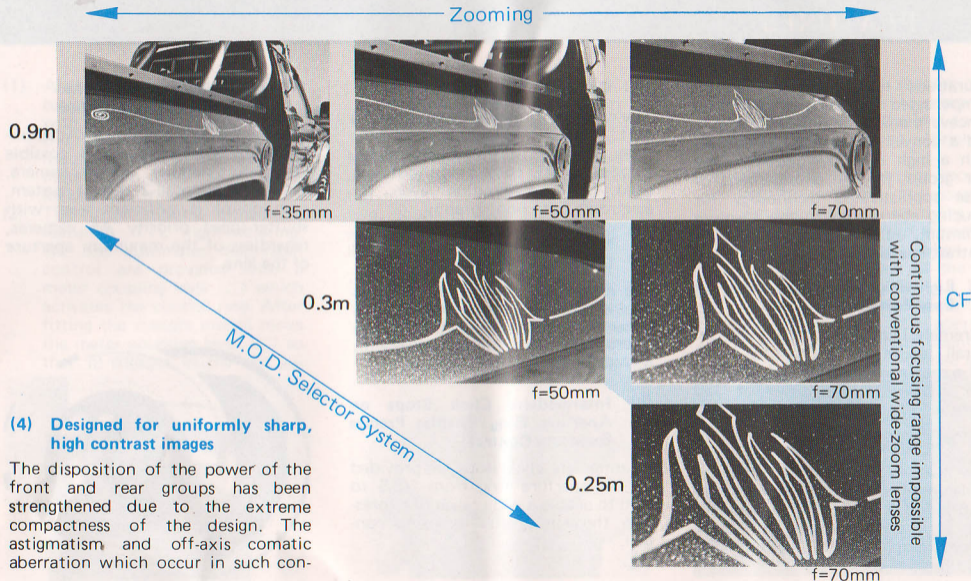 Zooming
0.9m
f=35mm
f=50mm
f=70mm
0.3m
f=50mm
f=70mm
0.25m
f=70mm
M.O.D. Selector System
Continuous focusing range impossible
with conventional wide-zoom lenses
CF
(4) Designed for uniformly sharp,
high contrast images
The disposition of the power of the
front and rear groups has been
strengthened due to the extreme
compactness of the design. The
astigmatism and off-axis comatic
aberration which occur in such con-